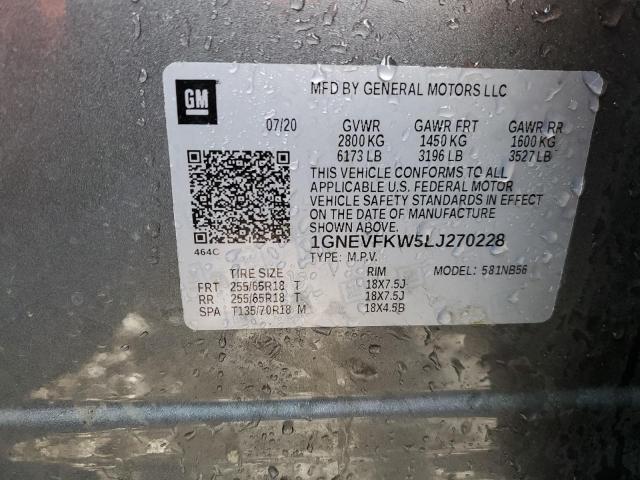 GM
MFD BY GENERAL MOTORS LLC
07/20 GVWR GAWR FRT GAWR RR
2800 KG 1450 KG 1600 KG
6173 LB 3196 LB 3527 LB
THIS VEHICLE CONFORMS TO ALL
APPLICABLE U.S. FEDERAL MOTOR
VEHICLE SAFETY STANDARDS IN EFFECT
ON THE DATE OF MANUFACTURE
SHOWN ABOVE.
464C
1GNEVFKW5LJ270228
TYPE: M.P.V. MODEL: 581NB56
TIRE SIZE RIM
FRT 255/65R18 T 18X7.5J
RR 255/65R18 T 18X7.5J
SPA T135/70R18 M 18X4.5B